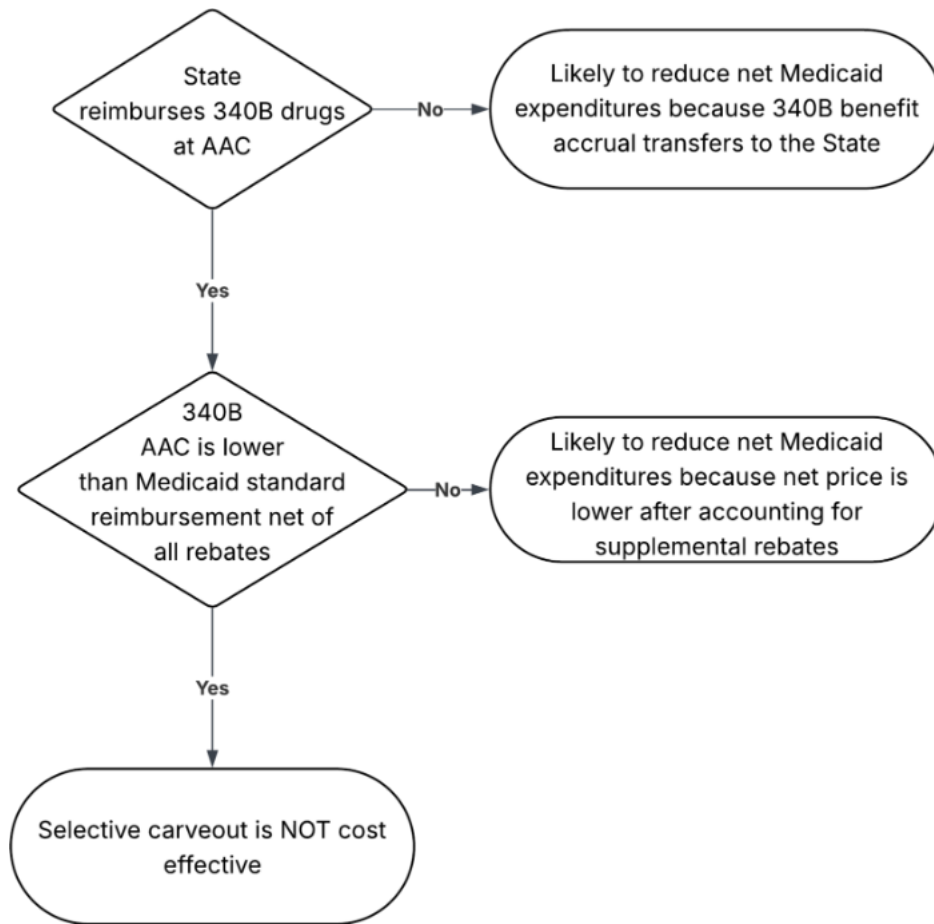 State
reimburses 340B drugs
at AAC
No
Likely to reduce net Medicaid
expenditures because 340B benefit
accrual transfers to the State
Yes
340B
AAC is lower
than Medicaid standard
reimbursement net of
all rebates
No
Likely to reduce net Medicaid
expenditures because net price is
lower after accounting for
supplemental rebates
Yes
Selective carveout is NOT cost
effective